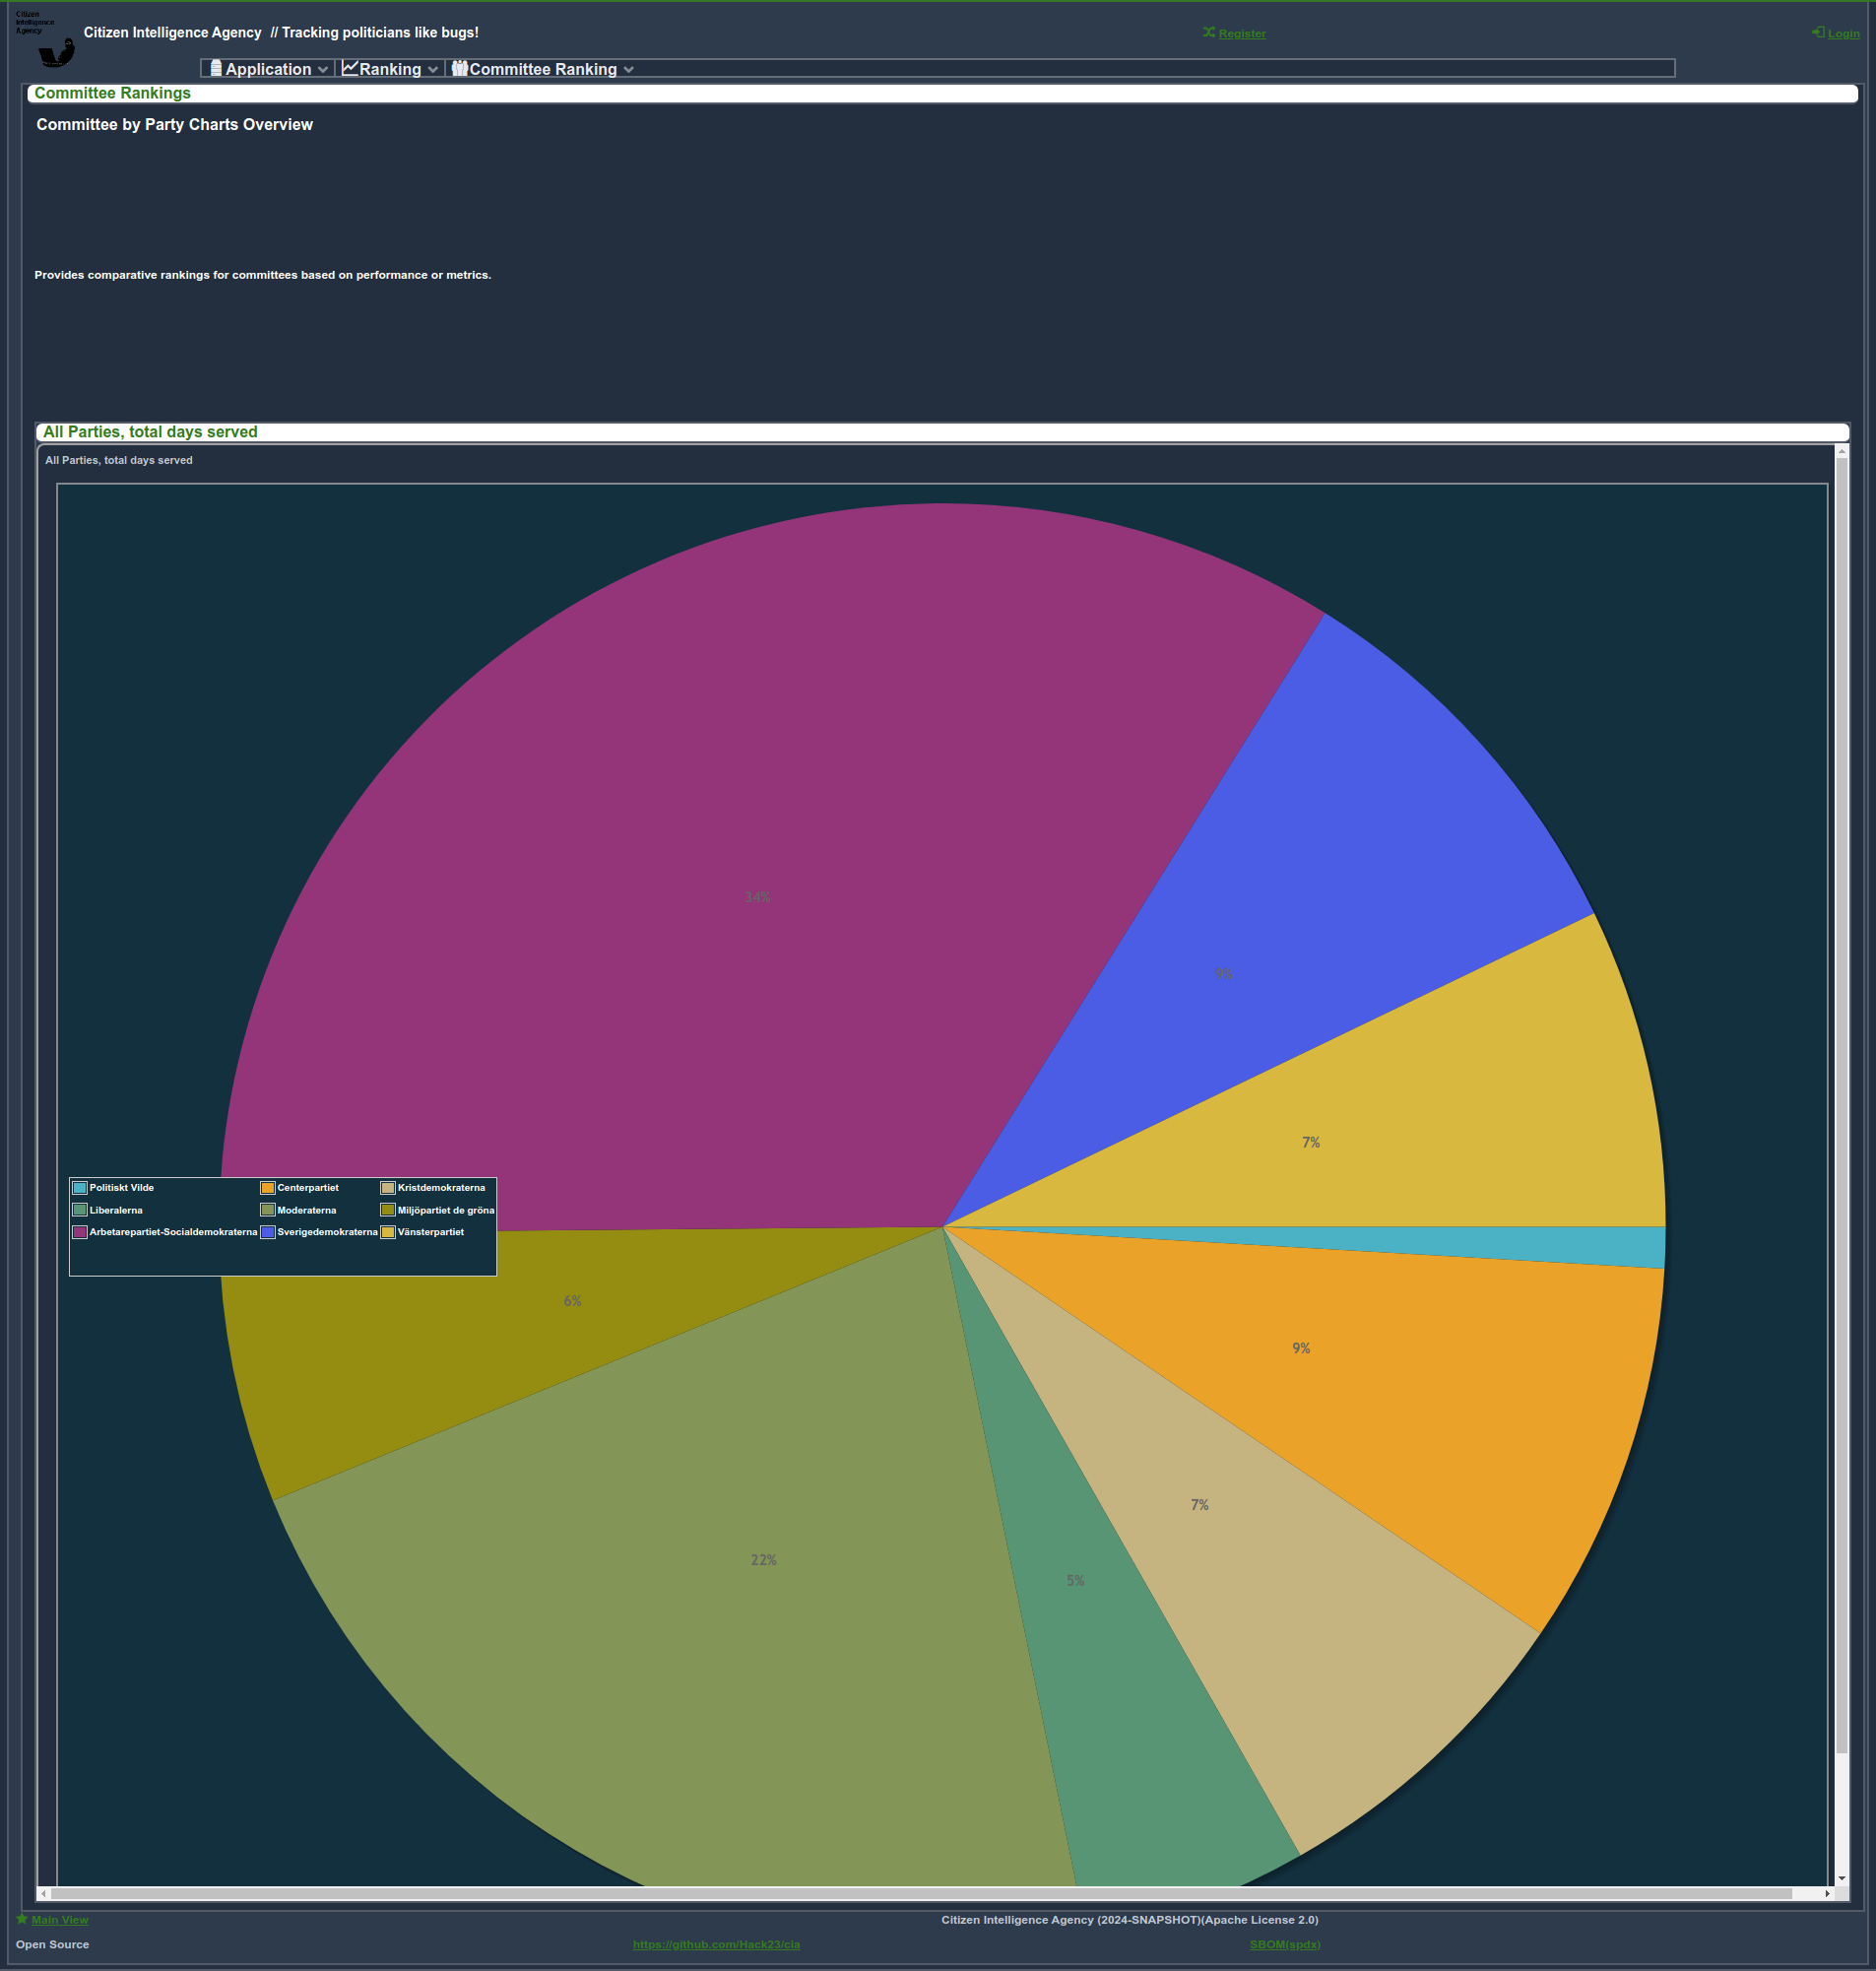 Citizen
Intelligence
Agency
Citizen Intelligence Agency // Tracking politicians like bugs!
Register
Login
Application
Ranking
Committee Ranking
Committee Rankings
Committee by Party Charts Overview
Provides comparative rankings for committees based on performance or metrics.
All Parties, total days served
All Parties, total days served
34%
9%
7%
Politiskt Vilde
Centerpartiet
Kristdemokraterna
Liberalerna
Moderaterna
Miljöpartiet de gröna
Arbetarepartiet-Socialdemokraterna
Sverigedemokraterna
Vänsterpartiet
6%
9%
7%
22%
5%
Main View
Citizen Intelligence Agency (2024-SNAPSHOT)(Apache License 2.0)
Open Source
https://github.com/Hack23/cia
SBOM(spdx)